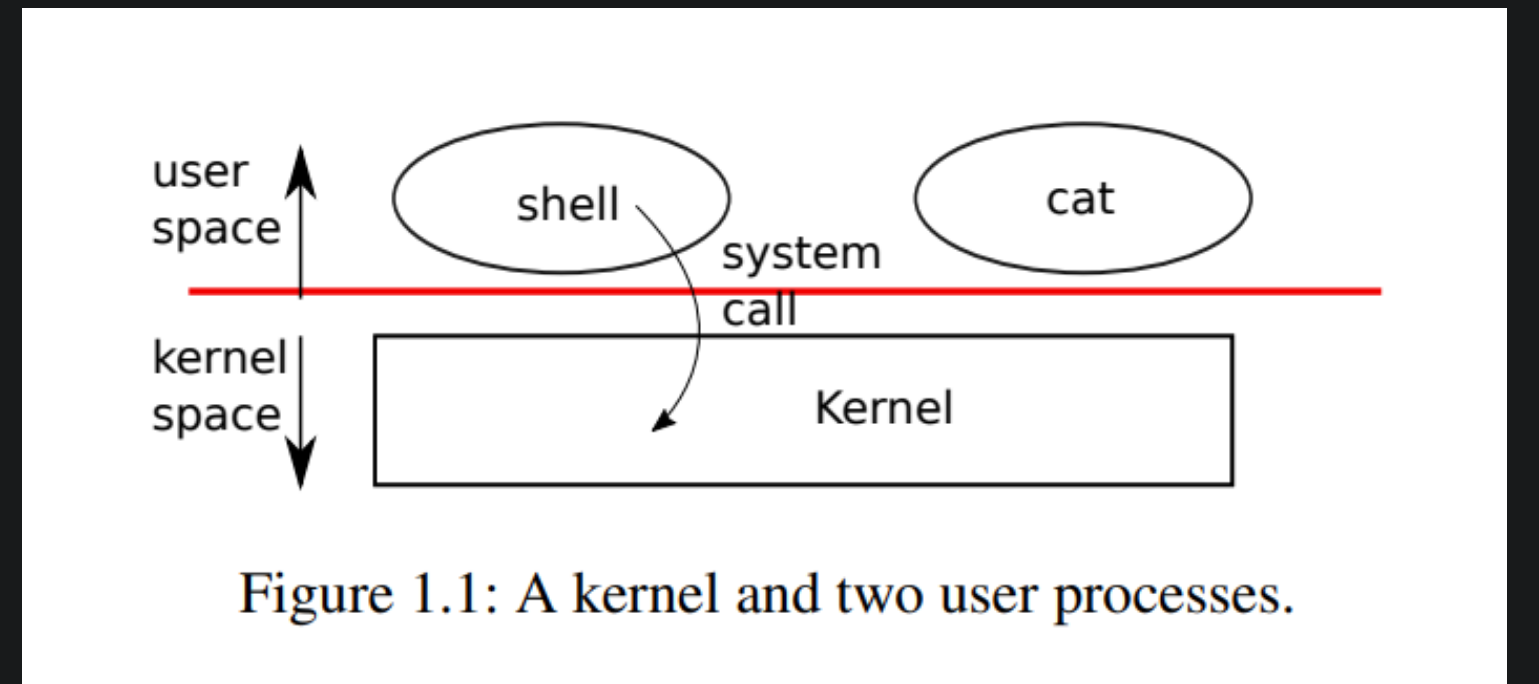 user
space
shell
cat
system
call
kernel
space
Kernel
Figure 1.1: A kernel and two user processes.